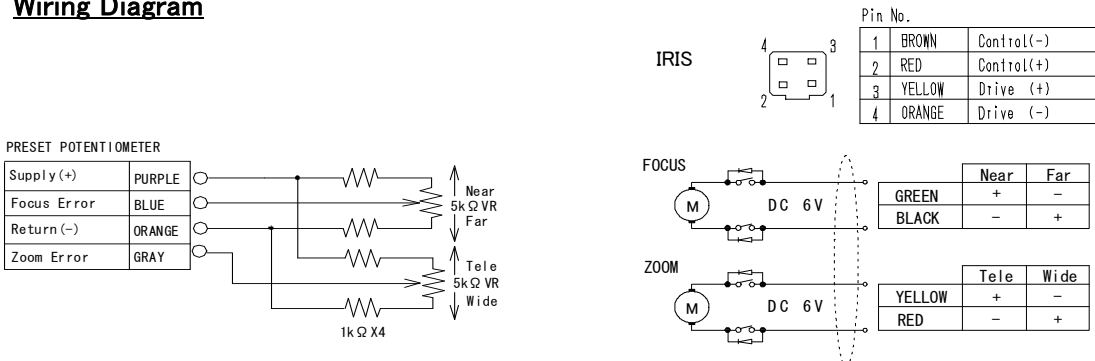 Wiring Diagram
IRIS
4 3
2 1
Pin No.
1 BROWN Control(-)
2 RED Control(+)
3 YELLOW Drive (+)
4 ORANGE Drive (-)
PRESET POTENTIOMETER
Supply(+) PURPLE
Focus Error BLUE
Return(-) ORANGE
Zoom Error GRAY
Near
5kΩVR
Far
Tele
5kΩVR
Wide
1kΩX4
FOCUS
M
DC 6V
Near Far
GREEN + -
BLACK - +
ZOOM
M
DC 6V
Tele Wide
YELLOW + -
RED - +